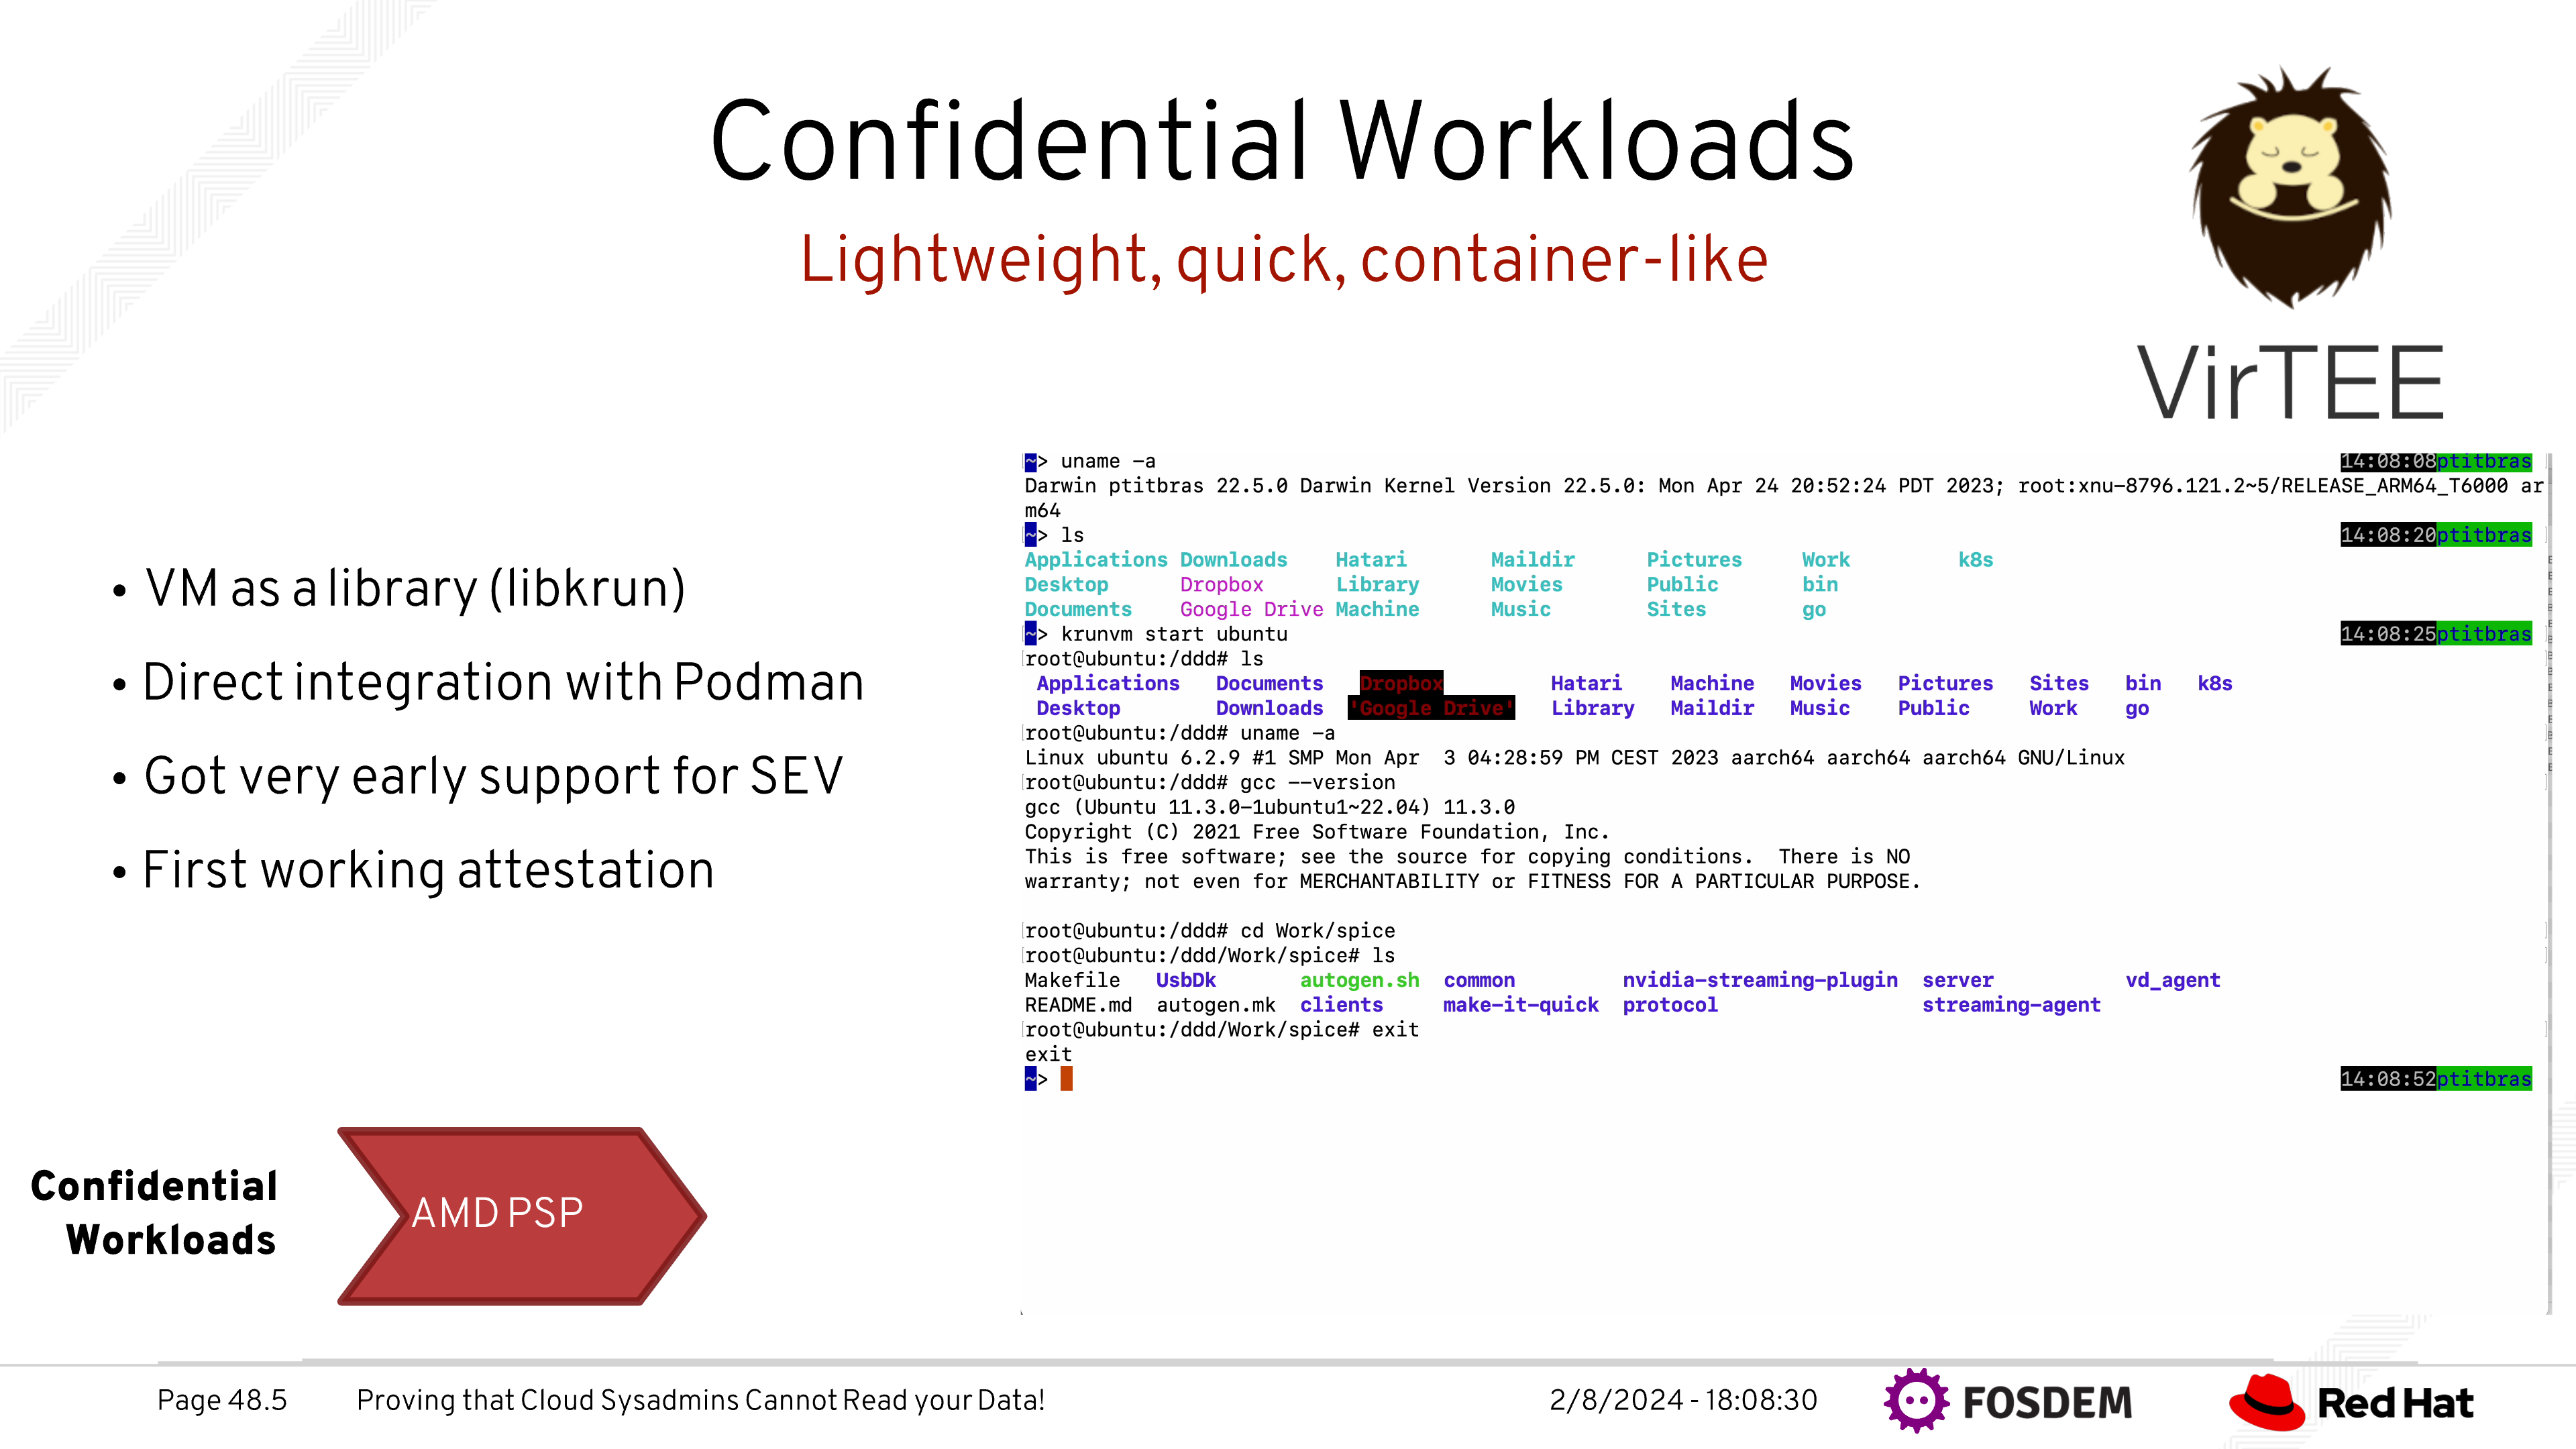 Confidential Workloads
Lightweight, quick, container-like
VirTEE
• VM as a library (libkrun)
• Direct integration with Podman
• Got very early support for SEV
• First working attestation
~> uname -a 14:08:08ptitbras
Darwin ptitbras 22.5.0 Darwin Kernel Version 22.5.0: Mon Apr 24 20:52:24 PDT 2023; root:xnu-8796.121.2~5/RELEASE_ARM64_T6000 ar
m64
~> ls 14:08:20ptitbras
Applications Downloads Hatari Maildir Pictures Work k8s
Desktop Dropbox Library Movies Public bin
Documents Google Drive Machine Music Sites go
~> krunvm start ubuntu 14:08:25ptitbras
root@ubuntu:/ddd# ls
Applications Documents Dropbox Hatari Machine Movies Pictures Sites bin k8s
Desktop Downloads 'Google Drive' Library Maildir Music Public Work go
root@ubuntu:/ddd# uname -a
Linux ubuntu 6.2.9 #1 SMP Mon Apr  3 04:28:59 PM CEST 2023 aarch64 aarch64 aarch64 GNU/Linux
root@ubuntu:/ddd# gcc --version
gcc (Ubuntu 11.3.0-1ubuntu1~22.04) 11.3.0
Copyright (C) 2021 Free Software Foundation, Inc.
This is free software; see the source for copying conditions.  There is NO
warranty; not even for MERCHANTABILITY or FITNESS FOR A PARTICULAR PURPOSE.
root@ubuntu:/ddd# cd Work/spice
root@ubuntu:/ddd/Work/spice# ls
Makefile UsbDk autogen.sh common nvidia-streaming-plugin server vd_agent
README.md autogen.mk clients make-it-quick protocol streaming-agent
root@ubuntu:/ddd/Work/spice# exit
exit
~> 14:08:52ptitbras
Confidential
Workloads
AMD PSP
Page 48.5 Proving that Cloud Sysadmins Cannot Read your Data! 2/8/2024 - 18:08:30 FOSDEM Red Hat